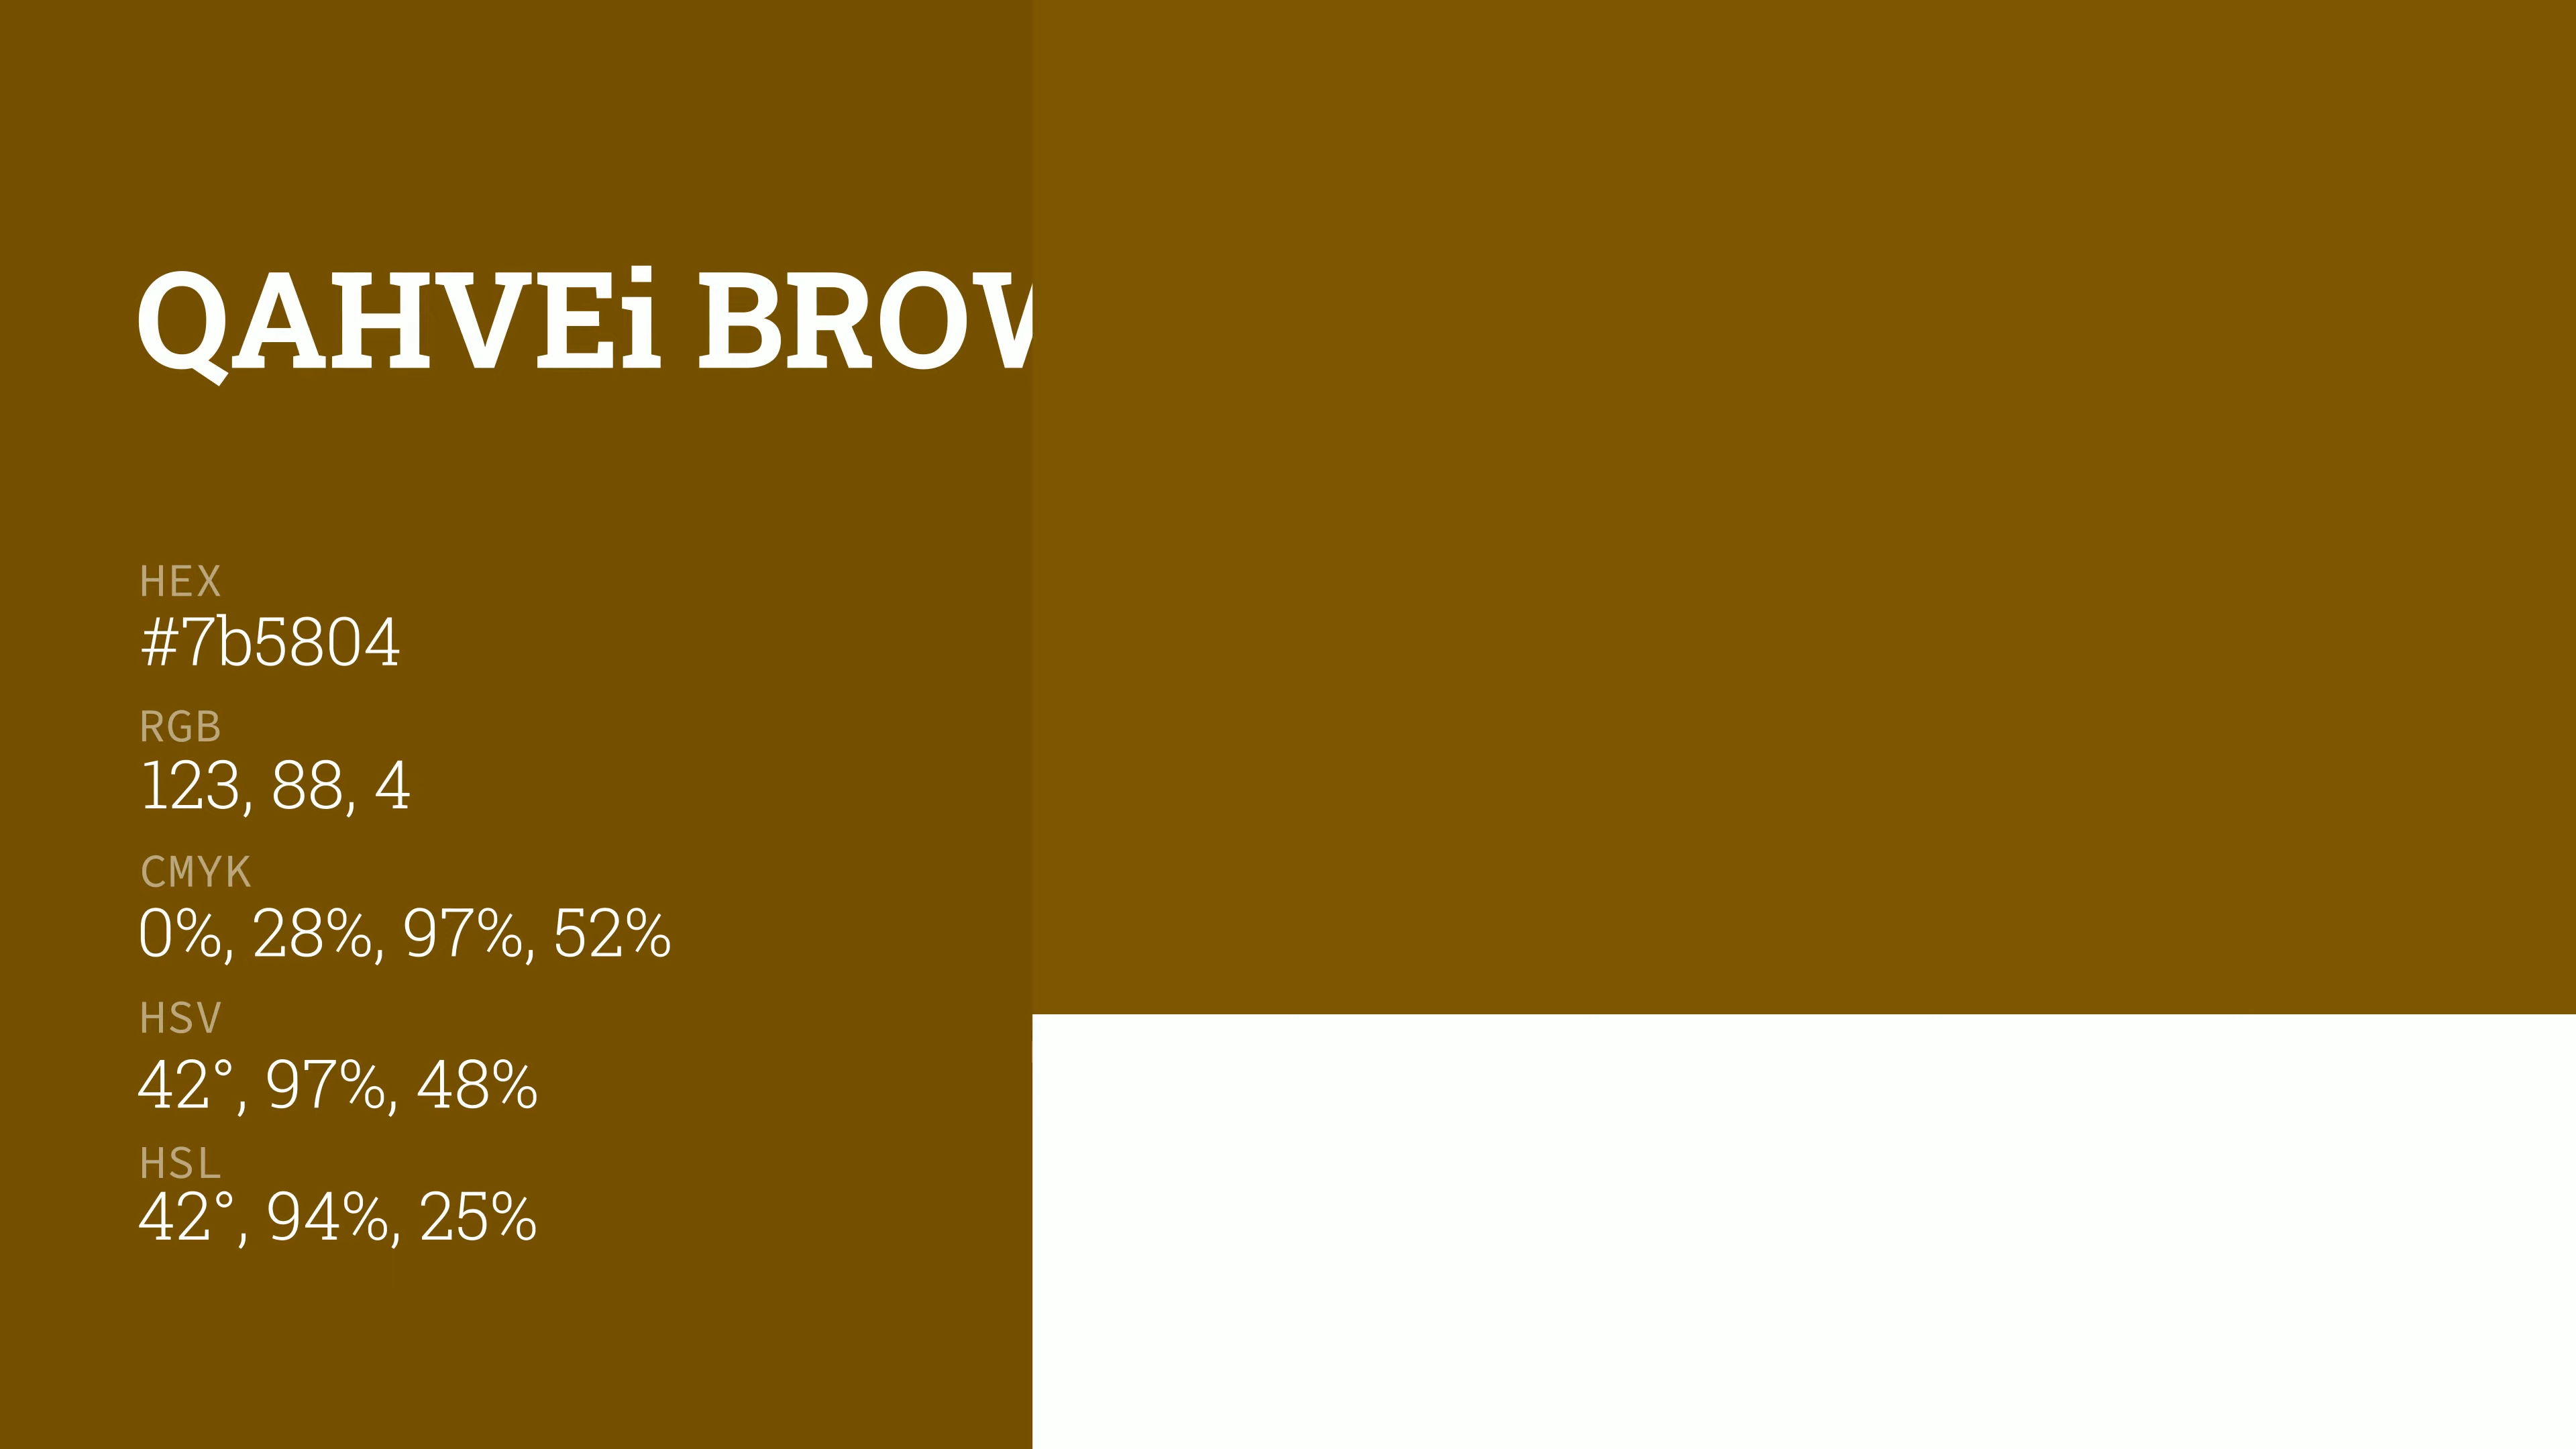 QAHVEi BROW
HEX
#7b5804
RGB
123, 88, 4
CMYK
0%, 28%, 97%, 52%
HSV
42°, 97%, 48%
HSL
42°, 94%, 25%